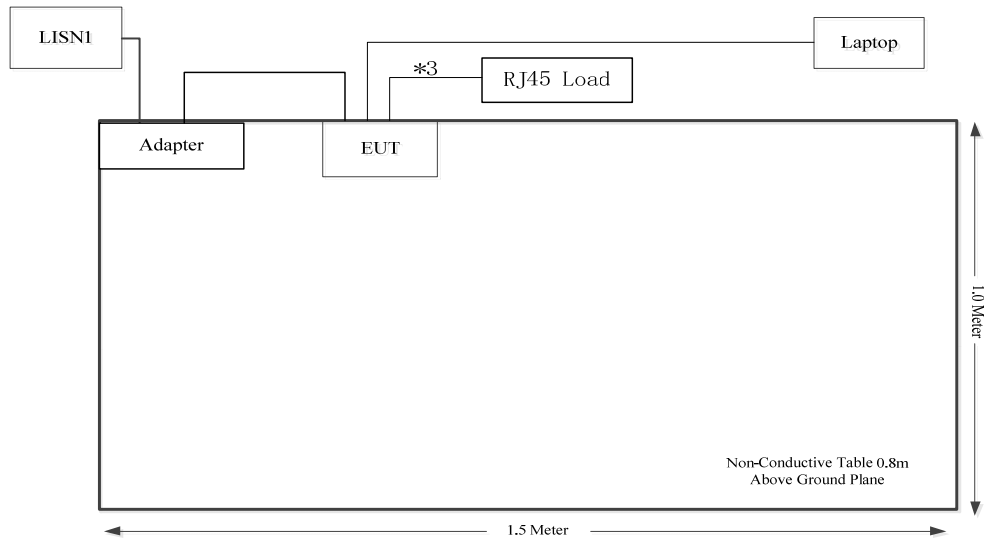 LISN1
Laptop
*3
RJ45 Load
Adapter
EUT
1.0 Meter
Non-Conductive Table 0.8m
Above Ground Plane
1.5 Meter